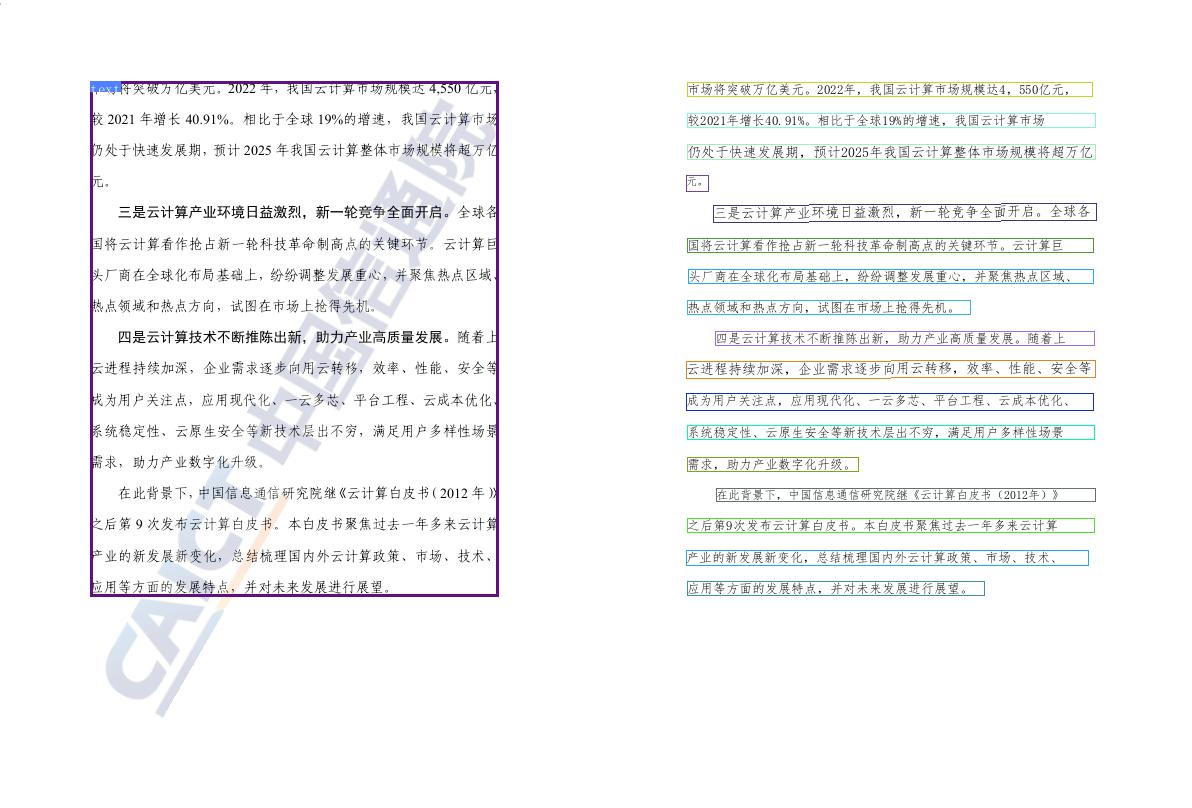 text
市场将突破万亿美元。2022 年，我国云计算市场规模达 4,550 亿元，
较 2021 年增长 40.91%。相比于全球 19%的增速，我国云计算市场
仍处于快速发展期，预计 2025 年我国云计算整体市场规模将超万亿
元。
三是云计算产业环境日益激烈，新一轮竞争全面开启。全球各
国将云计算看作抢占新一轮科技革命制高点的关键环节。云计算巨
头厂商在全球化布局基础上，纷纷调整发展重心，并聚焦热点区域、
热点领域和热点方向，试图在市场上抢得先机。
四是云计算技术不断推陈出新，助力产业高质量发展。随着上
云进程持续加深，企业需求逐步向用云转移，效率、性能、安全等
成为用户关注点，应用现代化、一云多芯、平台工程、云成本优化、
系统稳定性、云原生安全等新技术层出不穷，满足用户多样性场景
需求，助力产业数字化升级。
在此背景下，中国信息通信研究院继《云计算白皮书（2012 年）》
之后第 9 次发布云计算白皮书。本白皮书聚焦过去一年多来云计算
产业的新发展新变化，总结梳理国内外云计算政策、市场、技术、
应用等方面的发展特点，并对未来发展进行展望。
CAICT 中国信通院
市场将突破万亿美元。2022年，我国云计算市场规模达4，550亿元，
较2021年增长40.91%。相比于全球19%的增速，我国云计算市场
仍处于快速发展期，预计2025年我国云计算整体市场规模将超万亿
元。
三是云计算产业环境日益激烈，新一轮竞争全面开启。全球各
国将云计算看作抢占新一轮科技革命制高点的关键环节。云计算巨
头厂商在全球化布局基础上，纷纷调整发展重心，并聚焦热点区域、
热点领域和热点方向，试图在市场上抢得先机。
四是云计算技术不断推陈出新，助力产业高质量发展。随着上
云进程持续加深，企业需求逐步向用云转移，效率、性能、安全等
成为用户关注点，应用现代化、一云多芯、平台工程、云成本优化、
系统稳定性、云原生安全等新技术层出不穷，满足用户多样性场景
需求，助力产业数字化升级。
在此背景下，中国信息通信研究院继《云计算白皮书（2012年）》
之后第9次发布云计算白皮书。本白皮书聚焦过去一年多来云计算
产业的新发展新变化，总结梳理国内外云计算政策、市场、技术、
应用等方面的发展特点，并对未来发展进行展望。